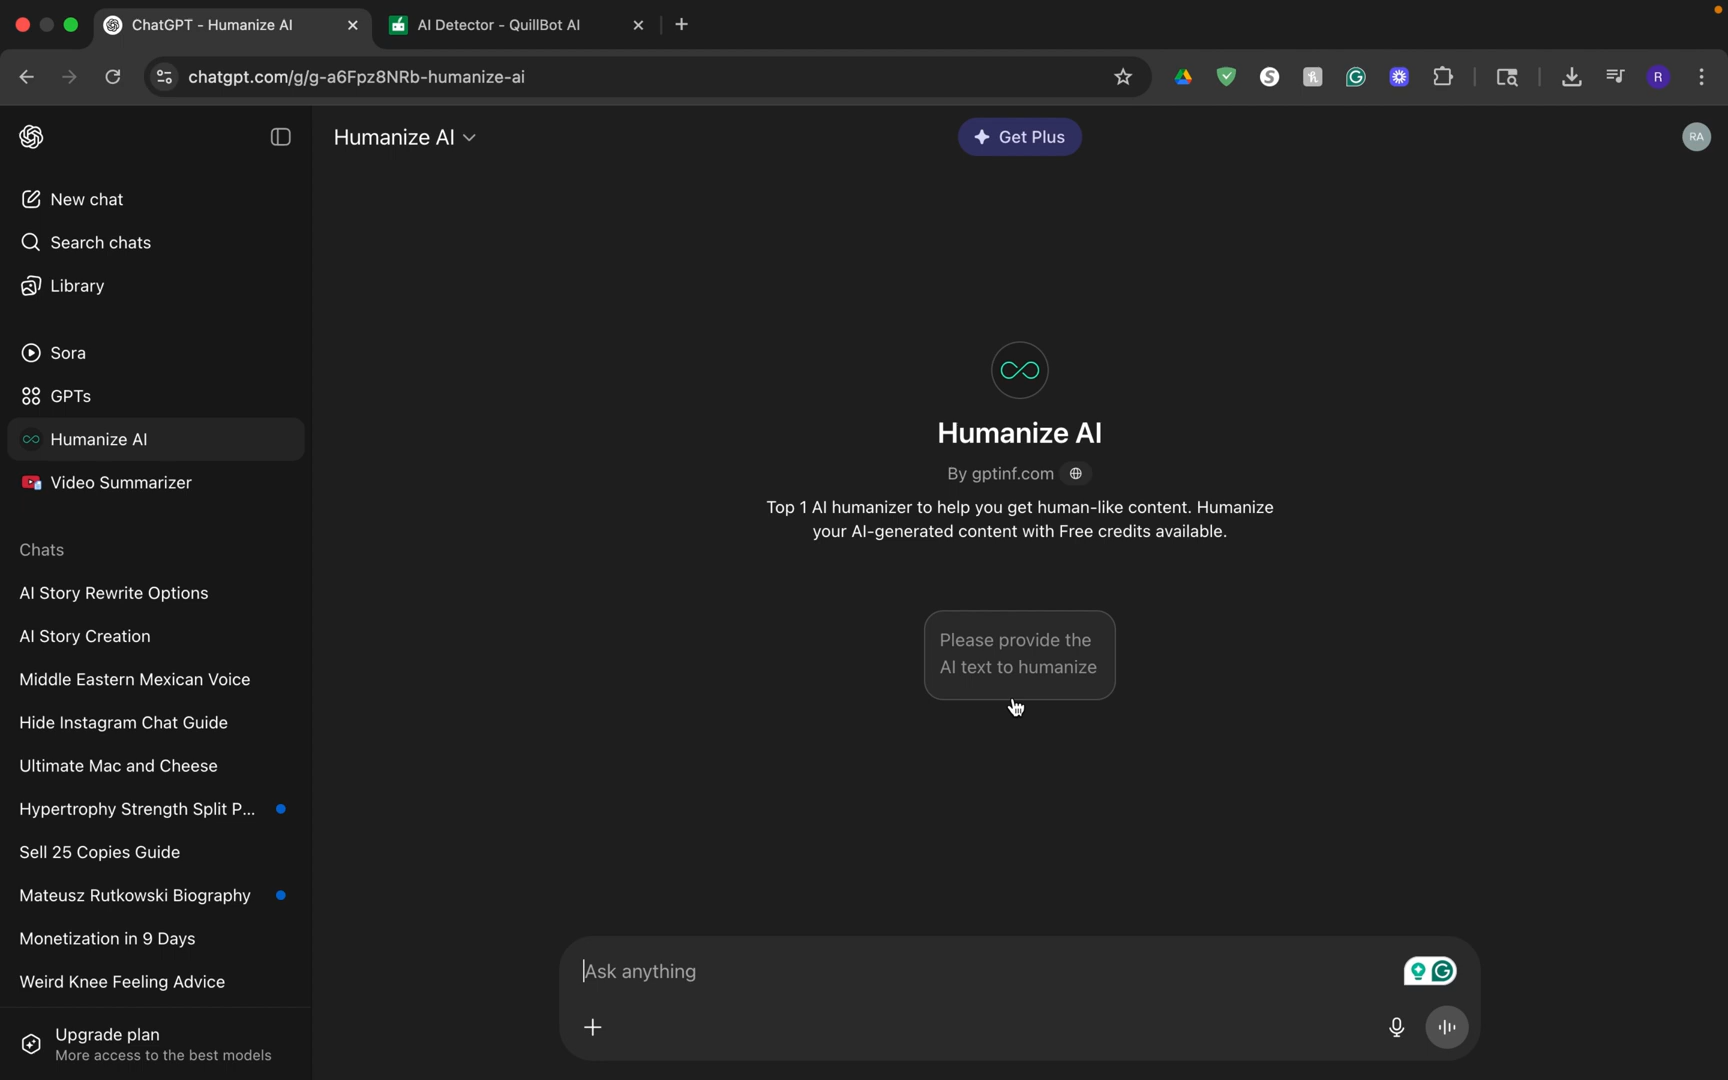 ChatGPT - Humanize AI
AI Detector - QuillBot AI
chatgpt.com/g/g-a6Fpz8NRb-humanize-ai
R
Humanize AI
Get Plus
RA
New chat
Search chats
Library
Sora
GPTs
Humanize AI
Video Summarizer
Chats
AI Story Rewrite Options
AI Story Creation
Middle Eastern Mexican Voice
Hide Instagram Chat Guide
Ultimate Mac and Cheese
Hypertrophy Strength Split P...
Sell 25 Copies Guide
Mateusz Rutkowski Biography
Monetization in 9 Days
Weird Knee Feeling Advice
Upgrade plan
More access to the best models
Humanize AI
By gptinf.com
Top 1 AI humanizer to help you get human-like content. Humanize
your AI-generated content with Free credits available.
Please provide the
AI text to humanize
Ask anything